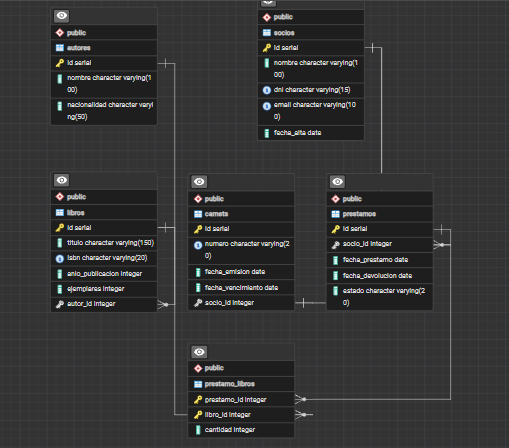 public
autores
id serial
nombre character varying(1
00)
nacionalidad character varyi
ng(50)
public
socios
id serial
nombre character varying(10
0)
dni character varying(15)
email character varying(10
0)
fecha_alta date
public
libros
id serial
titulo character varying(150)
isbn character varying(20)
anio_publicacion integer
ejemplares integer
autor_id integer
public
carnets
id serial
numero character varying(2
0)
fecha_emision date
fecha_vencimiento date
socio_id integer
public
prestamos
id serial
socio_id integer
fecha_prestamo date
fecha_devolucion date
estado character varying(2
0)
public
prestamo_libros
prestamo_id integer
libro_id integer
cantidad integer